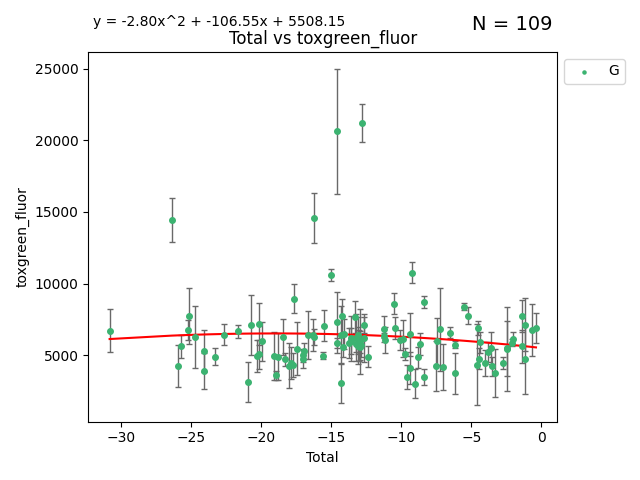 y = -2.80x^2 + -106.55x + 5508.15
N = 109
Total vs toxgreen_fluor
G
25000
20000
15000
10000
5000
toxgreen_fluor
−30 −25 −20 −15 −10 −5 0
Total